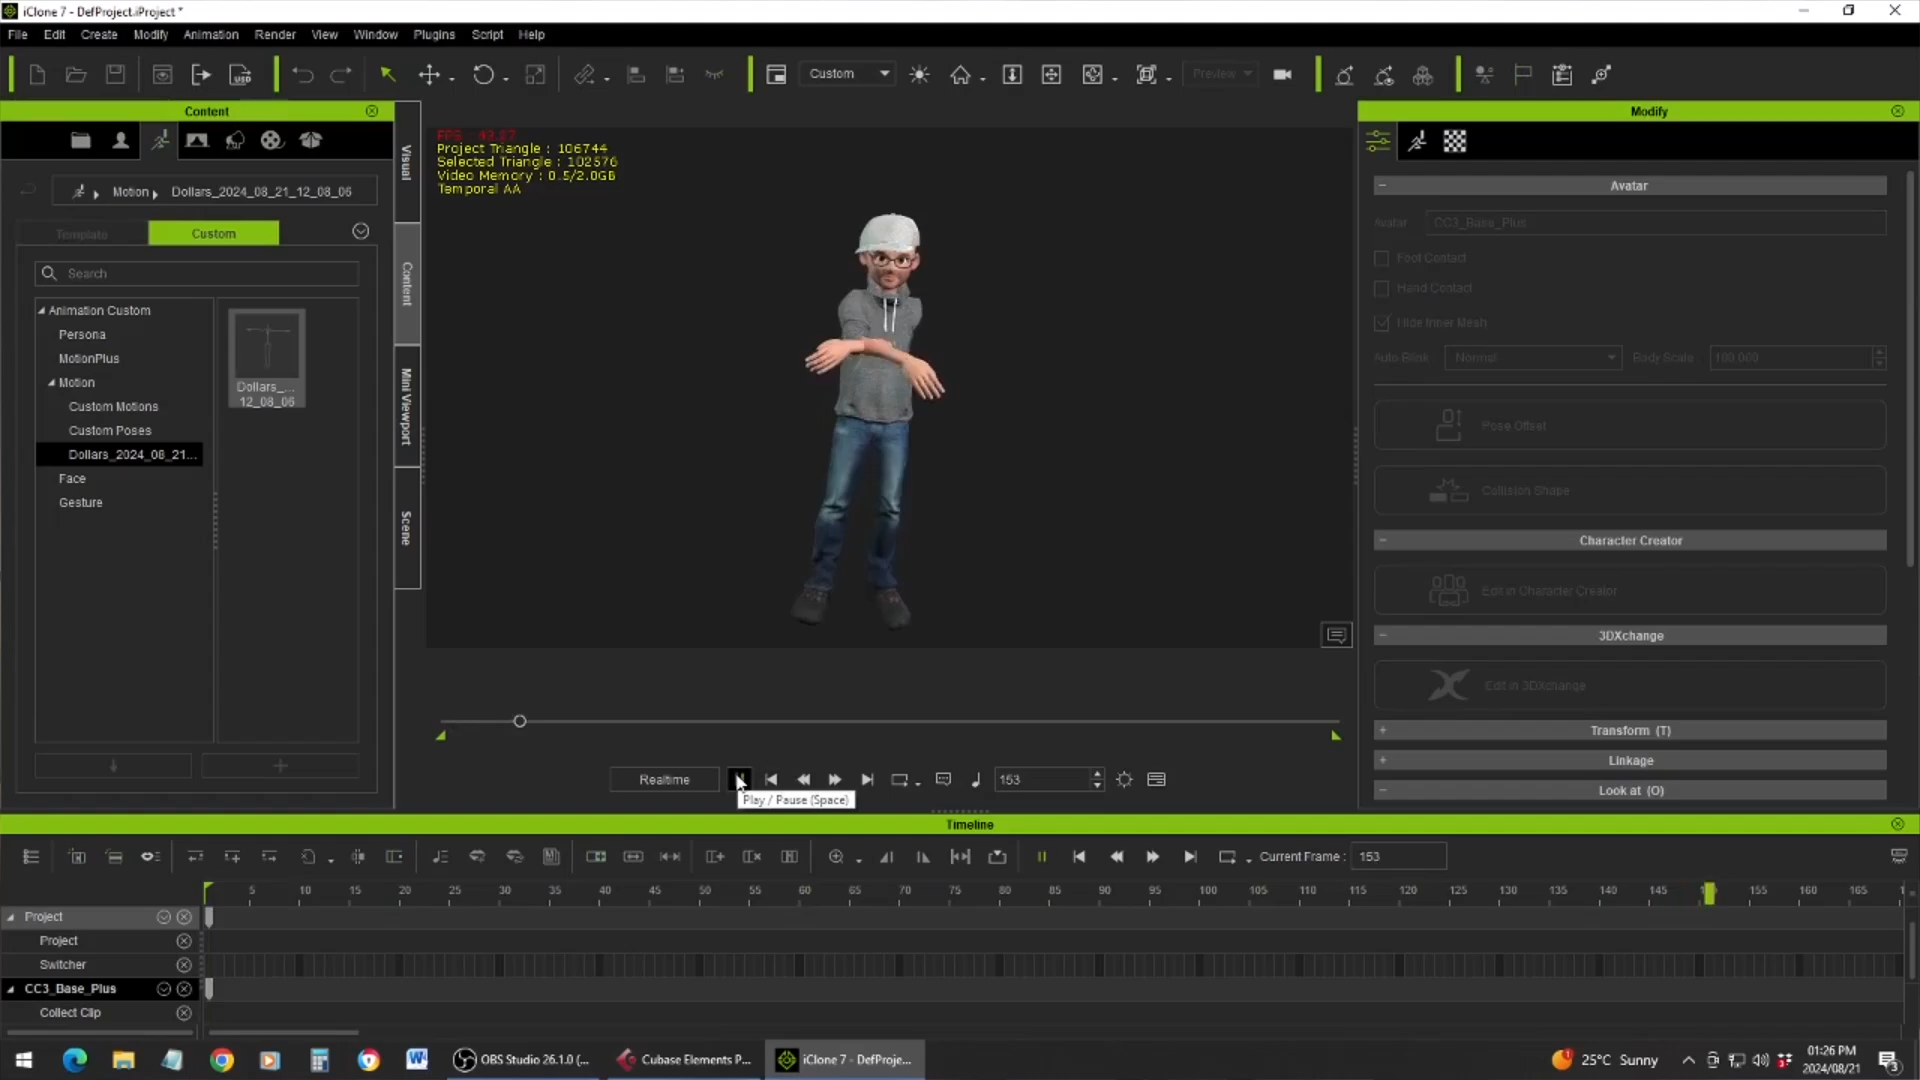 iClone 7 - DefProject.iProject *
File Edit Create Modify Animation Render View Window Plugins Script Help
USD
Custom
Preview
Content
Modify
Motion
Dollars_2024_08_21_12_08_06
Template
Custom
Search
Animation Custom
Persona
MotionPlus
Motion
Custom Motions
Custom Poses
Dollars_2024_08_21...
Face
Gesture
Dollars_...
12_08_06
Visual
Content
Mini Viewport
Scene
Project Triangle : 106744
Selected Triangle : 102576
Video Memory : 0.5/2.0GB
Temporal AA
Avatar
Avatar : CC3_Base_Plus
Foot Contact
Hand Contact
Hide Inner Mesh
Auto Blink : Normal
Body Scale : 100.000
Pose Offset
Collision Shape
Character Creator
Edit in Character Creator
3DXchange
Edit in 3DXchange
Transform (T)
Linkage
Look at (O)
Realtime
153
Play / Pause (Space)
Timeline
Current Frame : 153
5 10 15 20 25 30 35 40 45 50 55 60 65 70 75 80 85 90 95 100 105 110 115 120 125 130 135 140 145 155 160 165
Project
Project
Switcher
CC3_Base_Plus
Collect Clip
OBS Studio 26.1.0 (...
Cubase Elements P...
iClone 7 - DefProje...
25°C Sunny
01:26 PM
2024/08/21
3